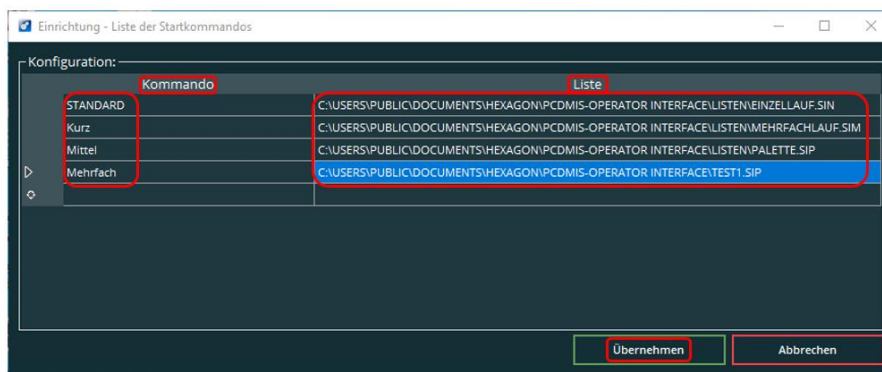 Einrichtung - Liste der Startkommandos
Konfiguration:
Kommando Liste
STANDARD C:\USERS\PUBLIC\DOCUMENTS\HEXAGON\PCDMIS-OPERATOR INTERFACE\LISTEN\EINZELLAUF.SIN
Kurz C:\USERS\PUBLIC\DOCUMENTS\HEXAGON\PCDMIS-OPERATOR INTERFACE\LISTEN\MEHRFACHLAUF.SIM
Mittel C:\USERS\PUBLIC\DOCUMENTS\HEXAGON\PCDMIS-OPERATOR INTERFACE\LISTEN\PALETTE.SIP
Mehrfach C:\USERS\PUBLIC\DOCUMENTS\HEXAGON\PCDMIS-OPERATOR INTERFACE\TEST1.SIP
Übernehmen Abbrechen